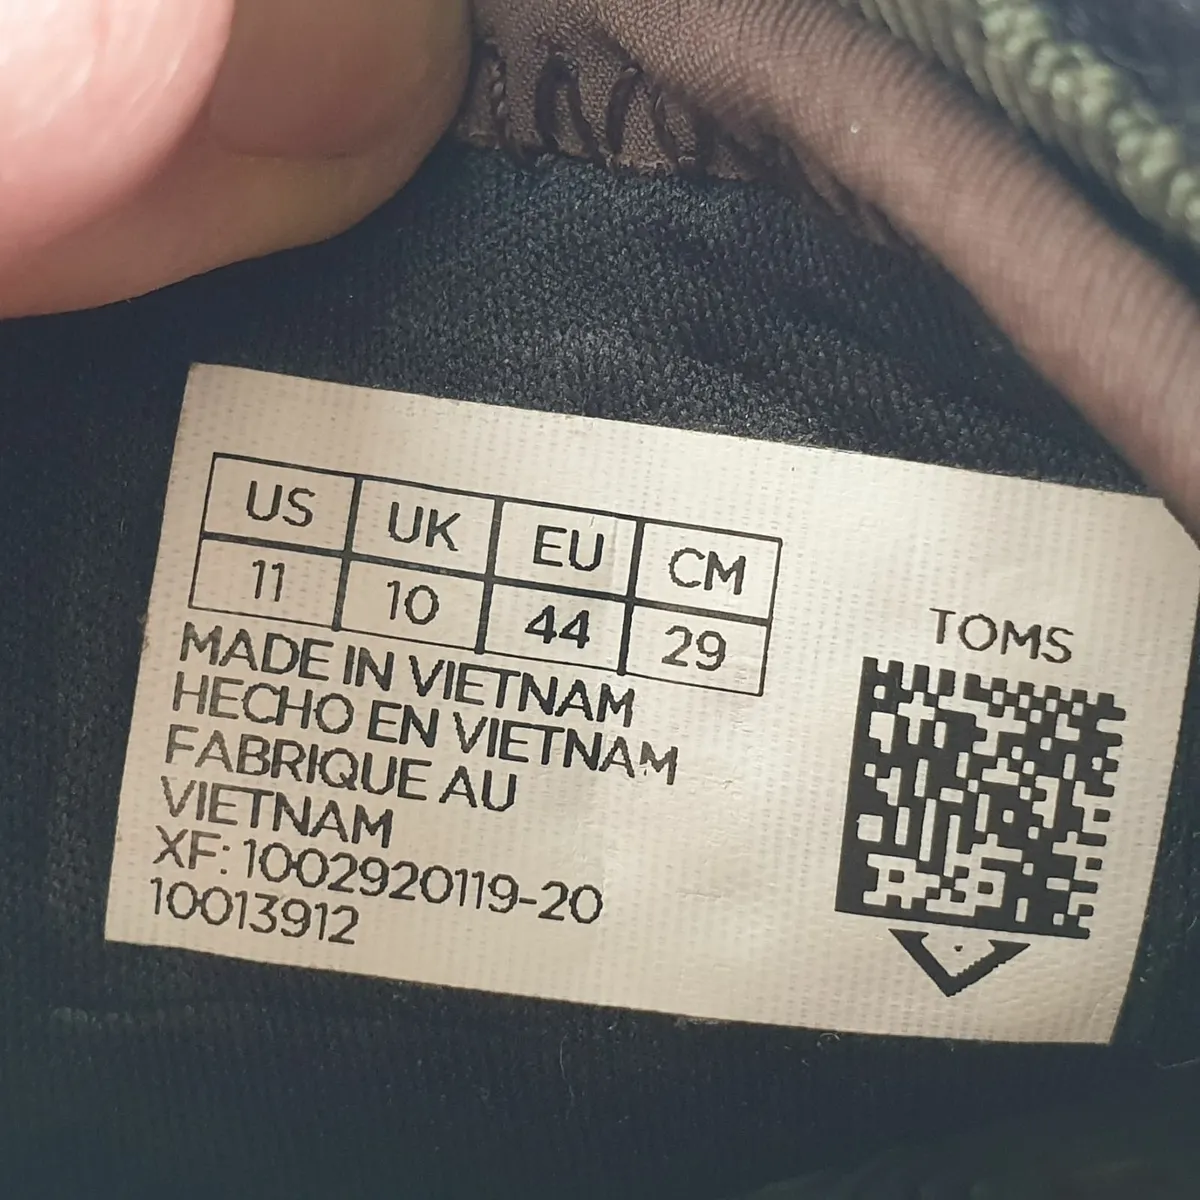 US UK EU CM
11 10 44 29
MADE IN VIETNAM
HECHO EN VIETNAM
FABRIQUE AU
VIETNAM
XF: 1002920119-20
10013912
TOMS